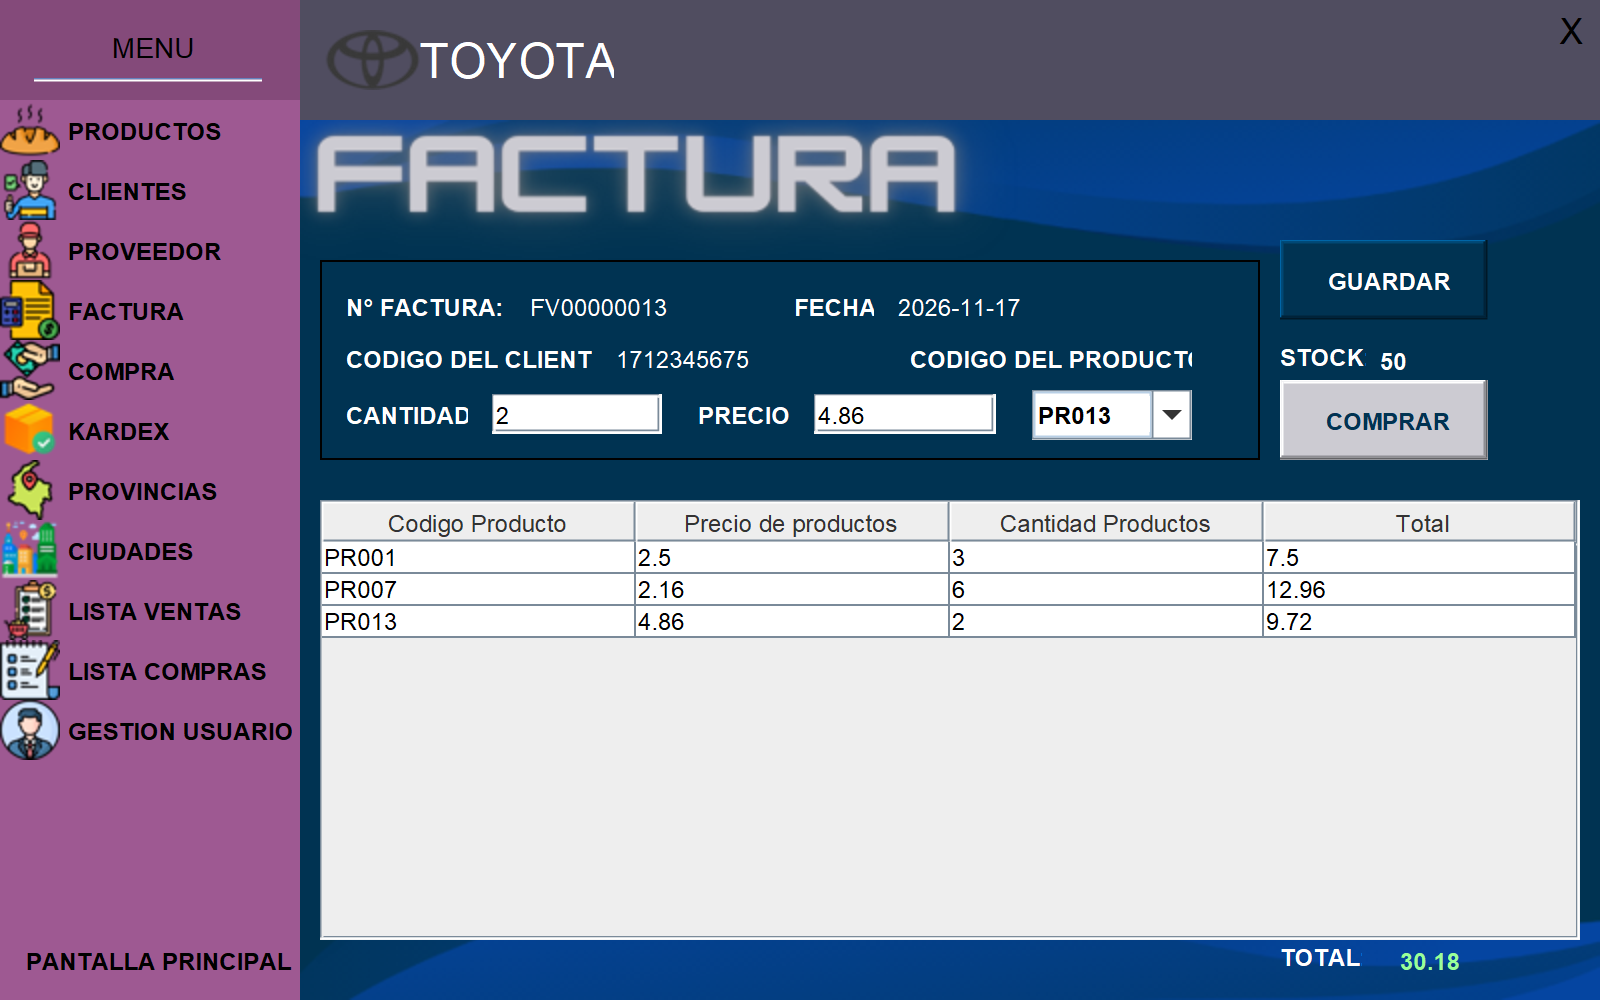 MENU
PRODUCTOS
CLIENTES
PROVEEDOR
FACTURA
COMPRA
KARDEX
PROVINCIAS
CIUDADES
LISTA VENTAS
LISTA COMPRAS
GESTION USUARIO
PANTALLA PRINCIPAL
TOYOTA
X
FACTURA
N° FACTURA: FV00000013 FECHA 2026-11-17
CODIGO DEL CLIENT 1712345675 CODIGO DEL PRODUCTO
CANTIDAD 2 PRECIO 4.86 PR013
GUARDAR
STOCK 50
COMPRAR
Codigo Producto Precio de productos Cantidad Productos Total
PR001 2.5 3 7.5
PR007 2.16 6 12.96
PR013 4.86 2 9.72
TOTAL 30.18